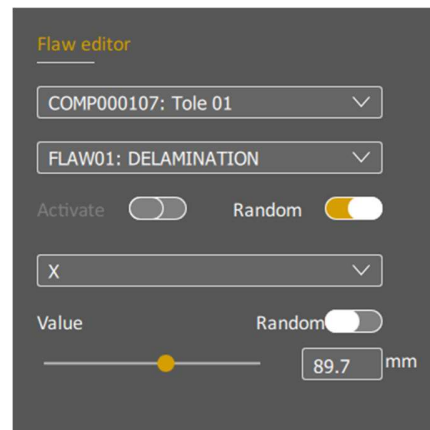 Flaw editor
COMP000107: Tole 01
FLAW01: DELAMINATION
Activate Random
X
Value Random
89.7 mm